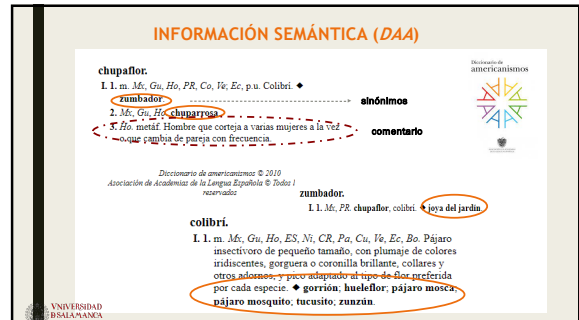 INFORMACIÓN SEMÁNTICA (DAA)
chupaflor.
I. 1. m. Mx, Gu, Ho, PR, Co, Ve; Ec, p.u. Colibrí. ◆
zumbador.
2. Mx, Gu, Ho. chuparrosa.
3. Ho. metáf. Hombre que corteja a varias mujeres a la vez
o que cambia de pareja con frecuencia.
sinónimos
comentario
Diccionario de
americanismos
Diccionario de americanismos © 2010
Asociación de Academias de la Lengua Española © Todos l
reservados
zumbador.
I. 1. Mx, PR. chupaflor, colibrí. ◆ joya del jardín.
colibrí.
I. 1. m. Mx, Gu, Ho, ES, Ni, CR, Pa, Cu, Ve, Ec, Bo. Pájaro
insectívoro de pequeño tamaño, con plumaje de colores
iridiscentes, gorguera o coronilla brillante, collares y
otros adornos, y pico adaptado al tipo de flor preferida
por cada especie. ◆ gorrión; hueleflor; pájaro mosca;
pájaro mosquito; tucusito; zunzún.
VNiVERSiDAD
D SALAMANCA